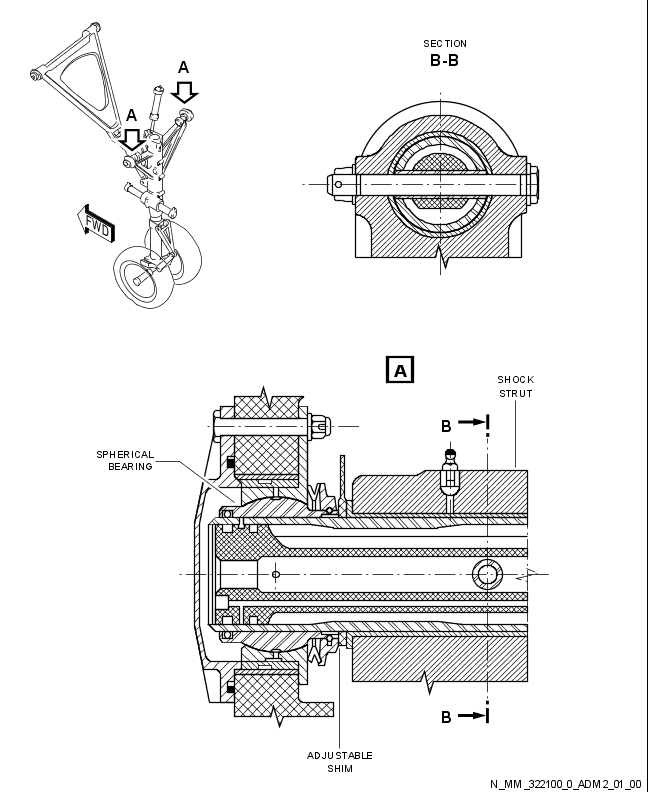 SECTION
B-B
A
A
FWD
A
SHOCK
STRUT
B
SPHERICAL
BEARING
B
ADJUSTABLE
SHIM
N_MM_322100_0_ADM2_01_00